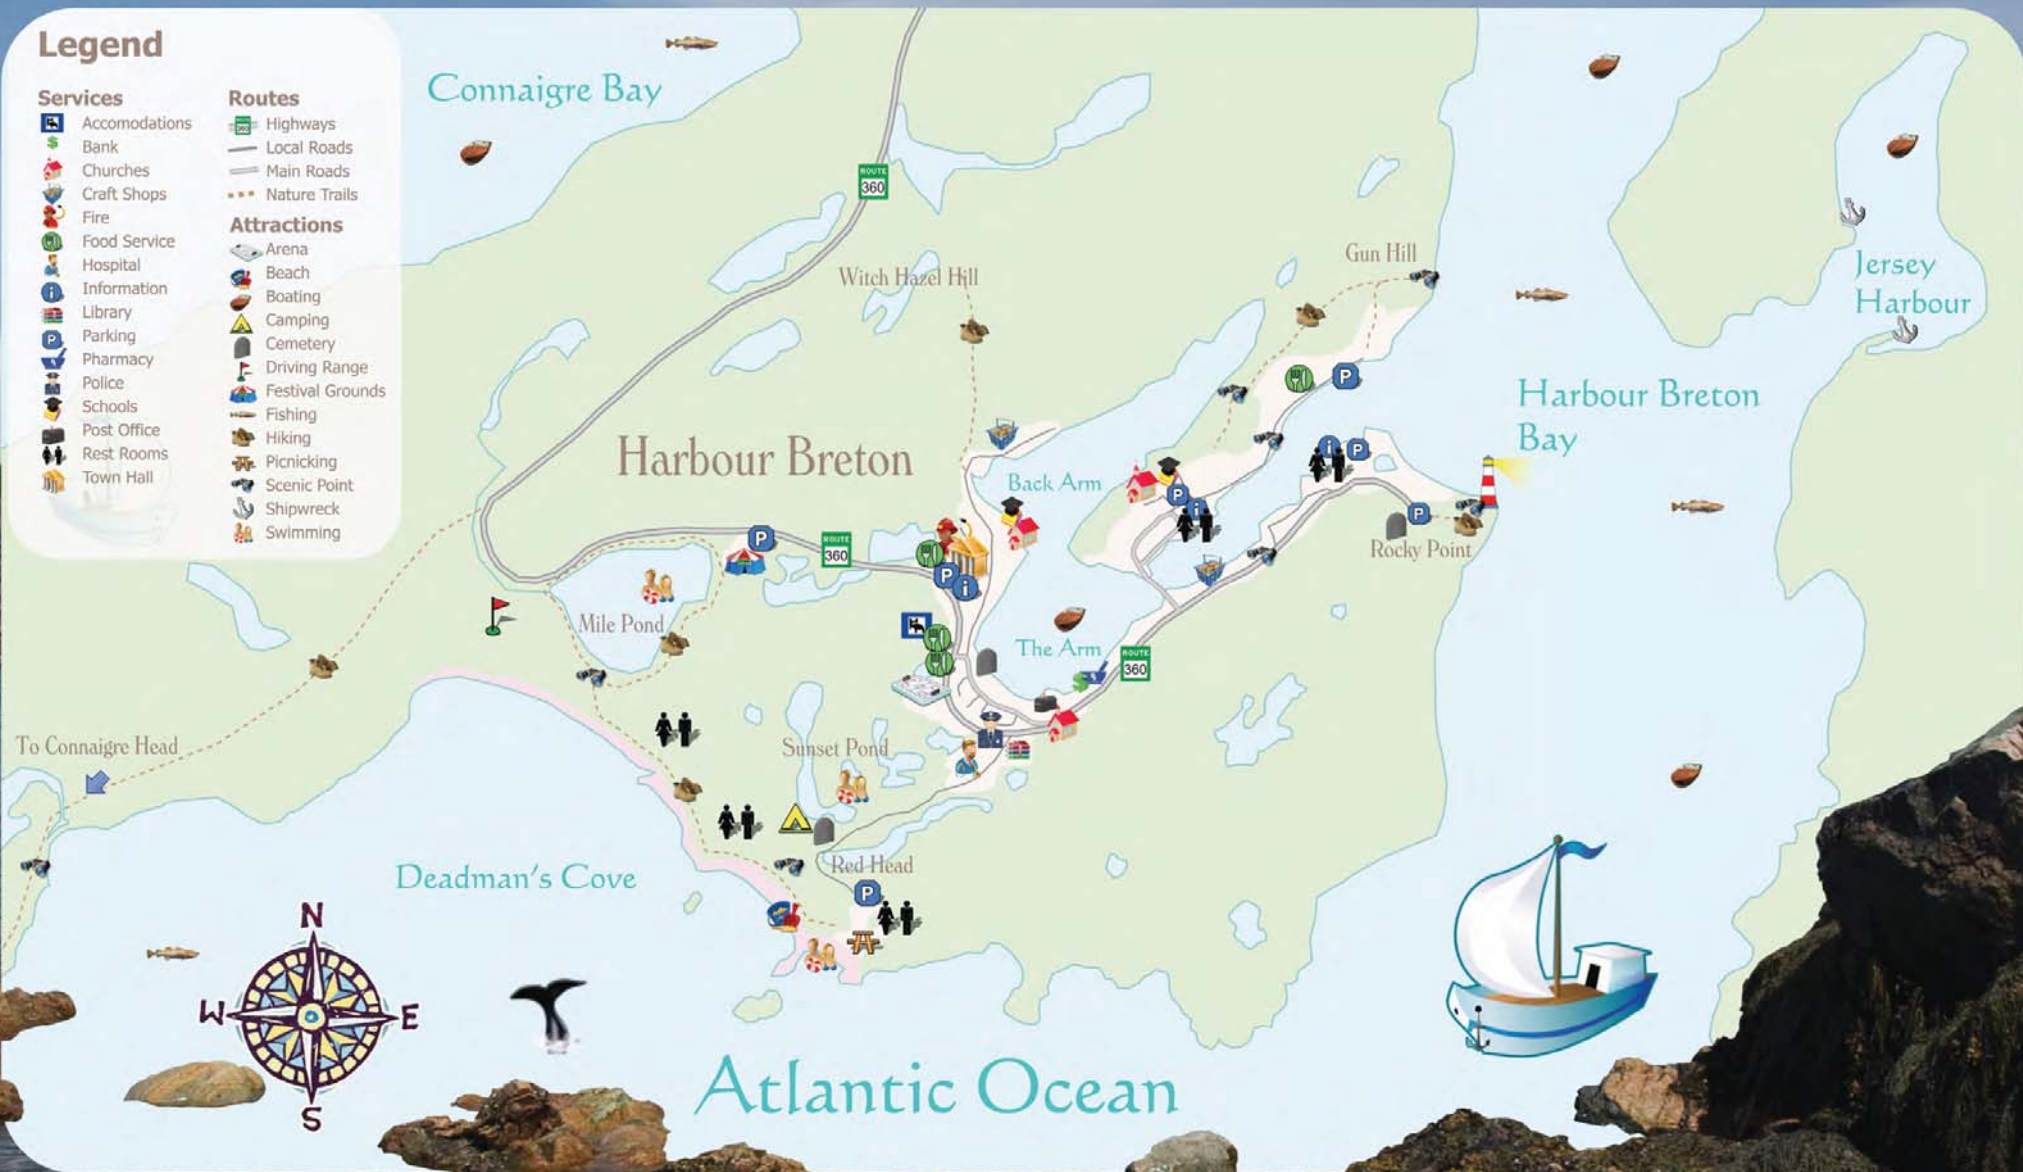 Legend
Services
Accomodations
Bank
Churches
Craft Shops
Fire
Food Service
Hospital
Information
Library
Parking
Pharmacy
Police
Schools
Post Office
Rest Rooms
Town Hall
Routes
Highways
Local Roads
Main Roads
Nature Trails
Attractions
Arena
Beach
Boating
Camping
Cemetery
Driving Range
Festival Grounds
Fishing
Hiking
Picnicking
Scenic Point
Shipwreck
Swimming
Connaigre Bay
ROUTE
360
Witch Hazel Hill
Gun Hill
Jersey
Harbour
Harbour Breton
Bay
Harbour Breton
Back Arm
P
P
i
P
P
i
P
Rocky Point
P
ROUTE
360
P
i
Mile Pond
The Arm
ROUTE
360
$
To Connaigre Head
Sunset Pond
Red Head
P
Deadman's Cove
N
W
E
S
Atlantic Ocean